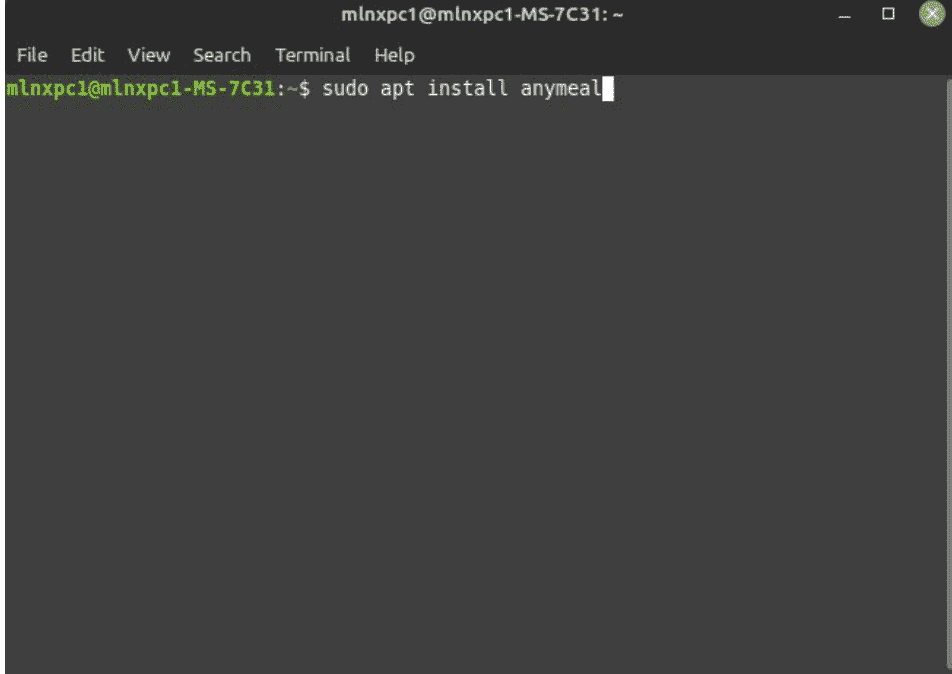 mlnxpc1@mlnxpc1-MS-7C31: ~
File Edit View Search Terminal Help
mlnxpc1@mlnxpc1-MS-7C31:~$ sudo apt install anymeal